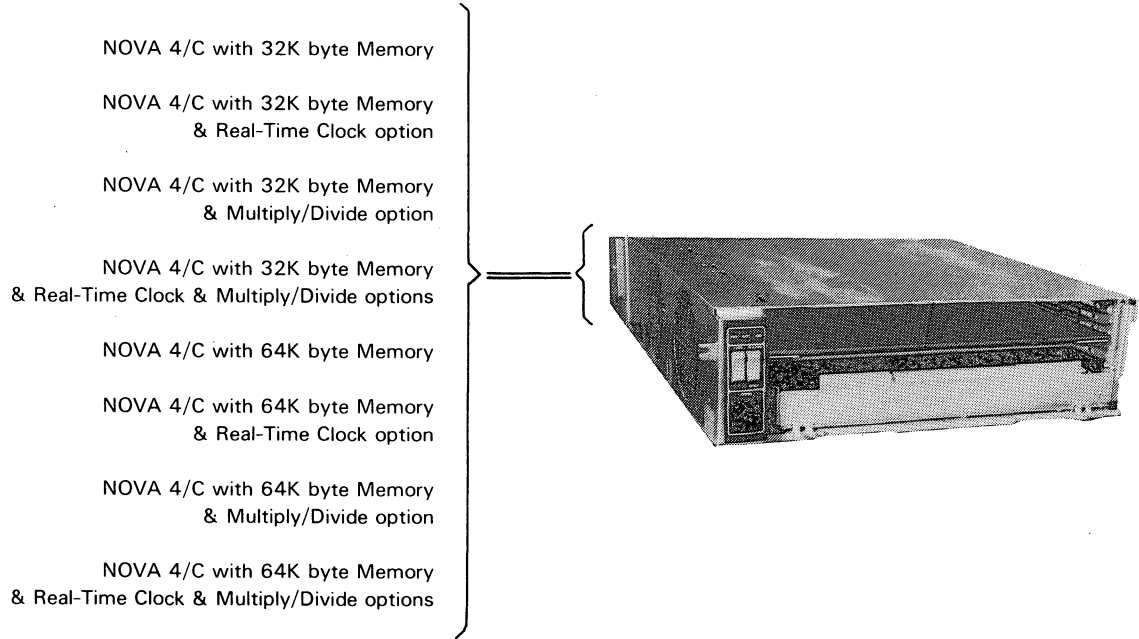 NOVA 4/C with 32K byte Memory
NOVA 4/C with 32K byte Memory
& Real-Time Clock option
NOVA 4/C with 32K byte Memory
& Multiply/Divide option
NOVA 4/C with 32K byte Memory
& Real-Time Clock & Multiply/Divide options
NOVA 4/C with 64K byte Memory
NOVA 4/C with 64K byte Memory
& Real-Time Clock option
NOVA 4/C with 64K byte Memory
& Multiply/Divide option
NOVA 4/C with 64K byte Memory
& Real-Time Clock & Multiply/Divide options